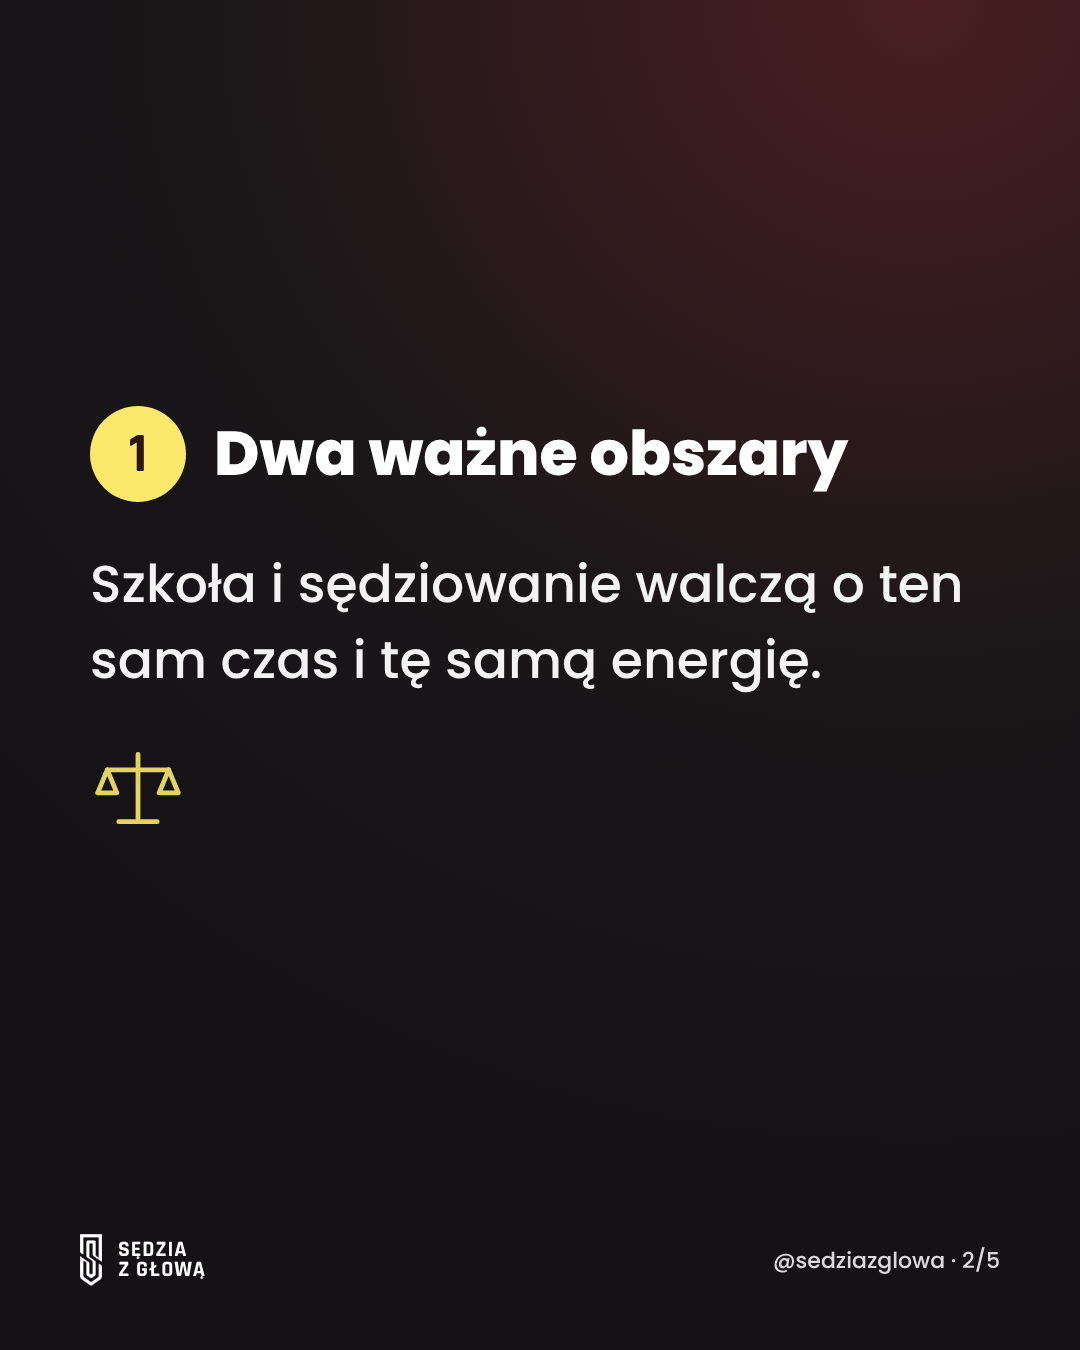 1 Dwa ważne obszary
Szkoła i sędziowanie walczą o ten
sam czas i tę samą energię.
SĘDZIA
Z GŁOWĄ
@sedziazglowa · 2/5